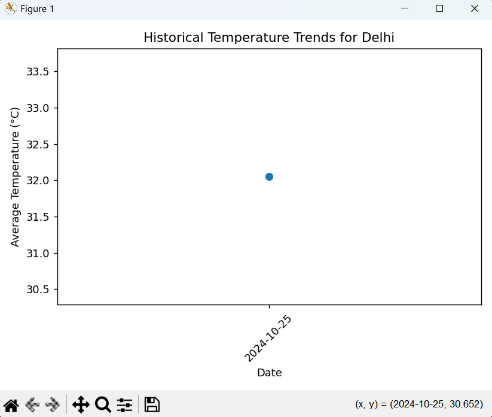 Figure 1
Historical Temperature Trends for Delhi
33.5
33.0
32.5
32.0
31.5
31.0
30.5
Average Temperature (°C)
2024-10-25
Date
(x, y) = (2024-10-25, 30.652)